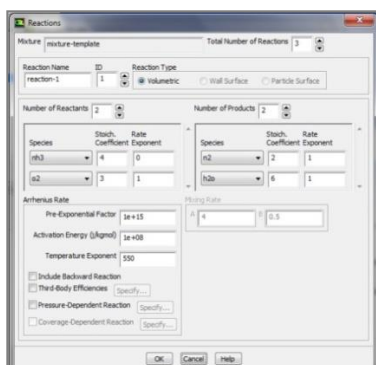 Reactions
Mixture mixture-template Total Number of Reactions 3
Reaction Name ID Reaction Type
reaction-1 1 Volumetric Wall Surface Particle Surface
Number of Reactants 2 Number of Products 2
Species Stoich. Coefficient Rate Exponent Species Stoich. Coefficient Rate Exponent
nh3 4 0 n2 2 1
o2 3 1 h2o 6 1
Arrhenius Rate Mixing Rate
Pre-Exponential Factor 1e+15 A 4 B 0.5
Activation Energy (j/kgmol) 1e+08
Temperature Exponent 550
Include Backward Reaction
Third-Body Efficiencies Specify...
Pressure-Dependent Reaction Specify...
Coverage-Dependent Reaction Specify...
OK Cancel Help